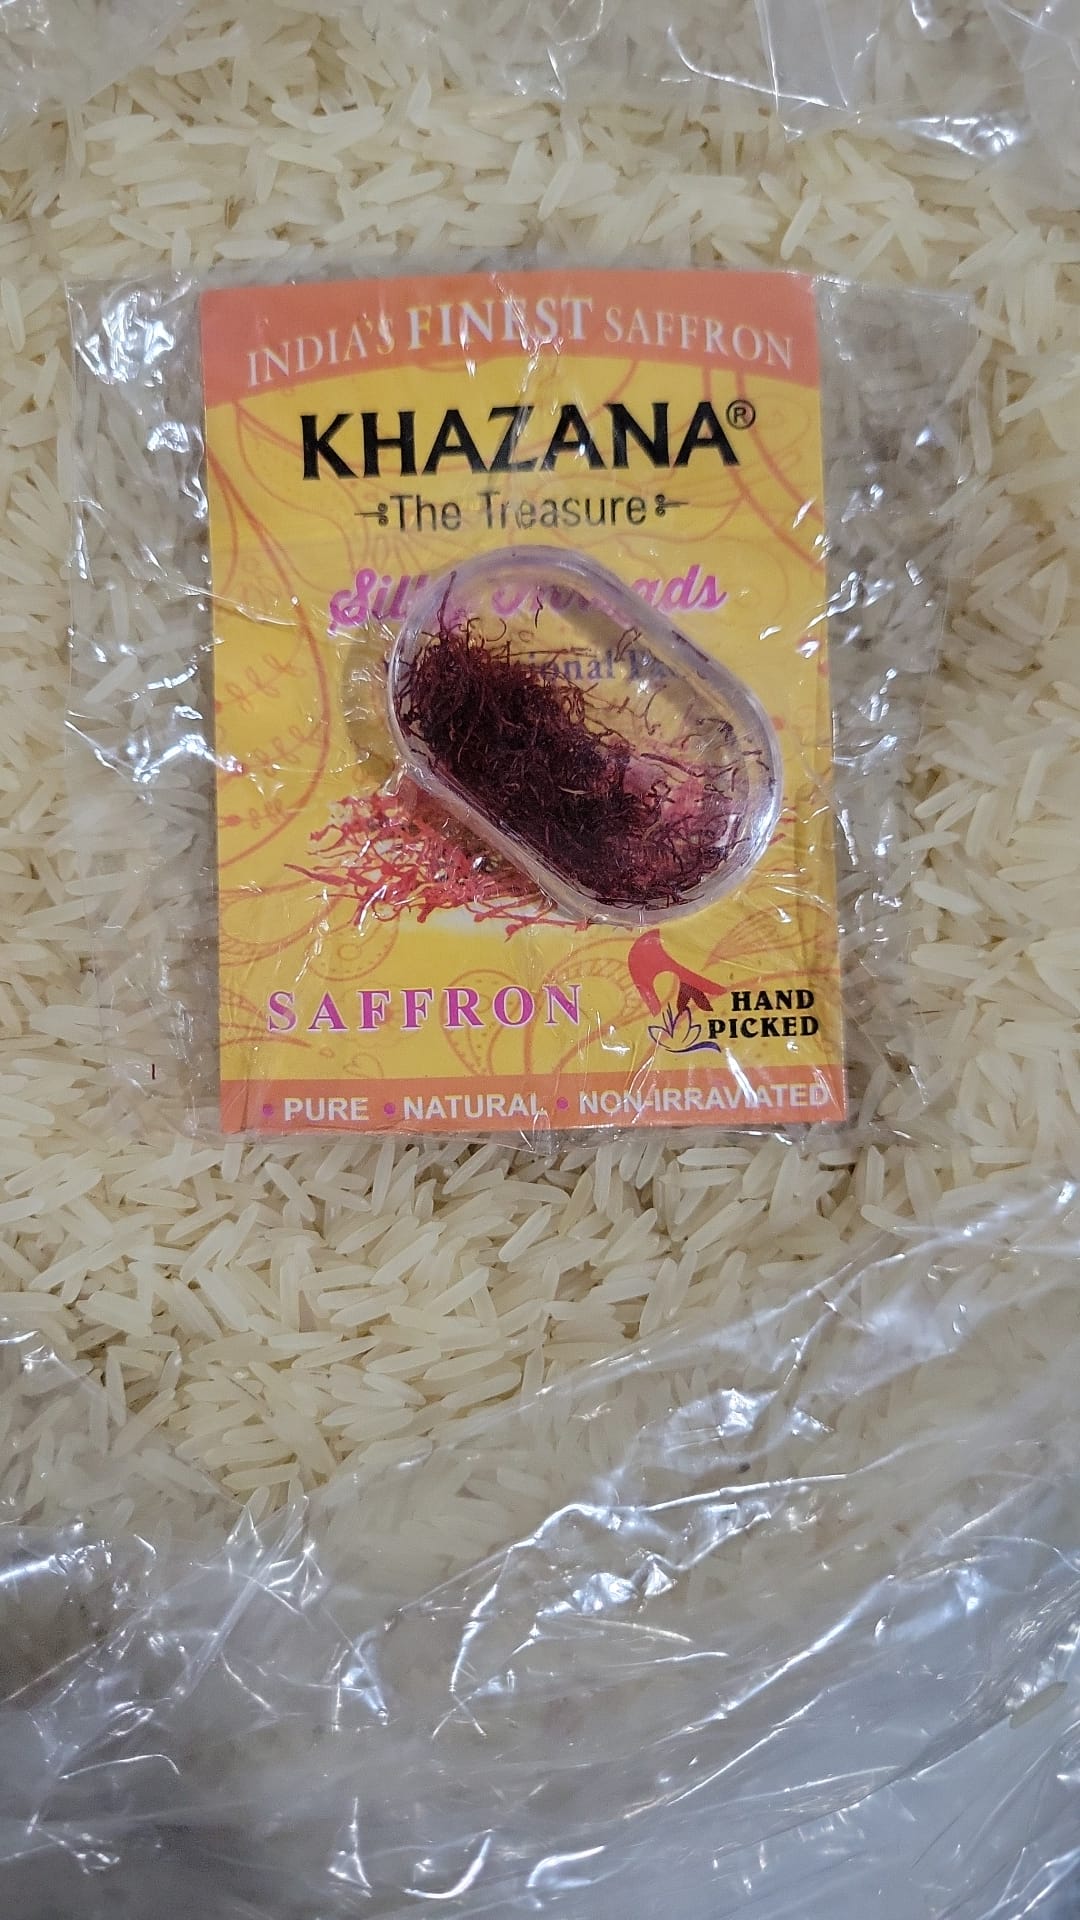 INDIA'S FINEST SAFFRON
KHAZANA®
The Treasure
SAFFRON
HAND
PICKED
• PURE • NATURAL • NON-IRRAVIATED